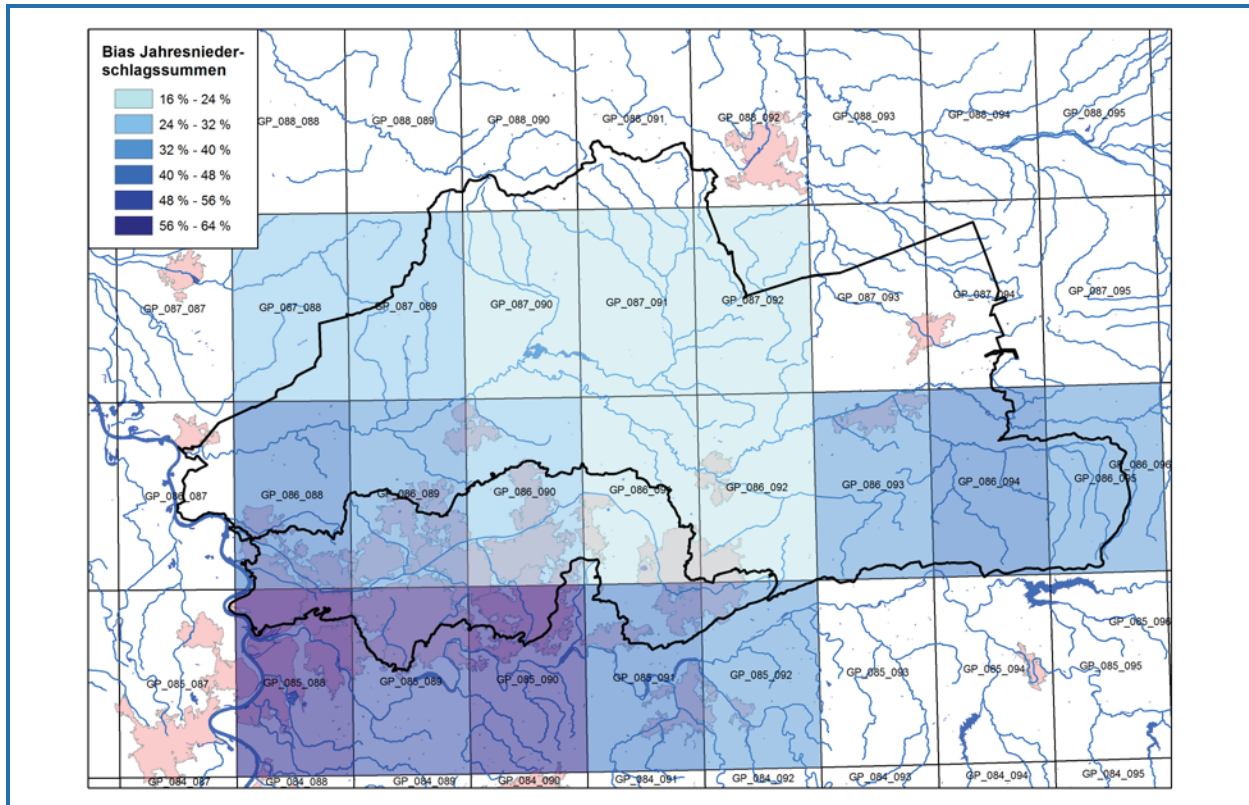 Bias Jahresnieder-
schlagssummen
16 % - 24 %
24 % - 32 %
32 % - 40 %
40 % - 48 %
48 % - 56 %
56 % - 64 %
GP_088_088
GP_088_089
GP_088_090
GP_088_091
GP_088_092
GP_088_093
GP_088_094
GP_088_095
GP_087_087
GP_087_088
GP_087_089
GP_087_090
GP_087_091
GP_087_092
GP_087_093
GP_087_094
GP_087_095
GP_086_087
GP_086_088
GP_086_089
GP_086_090
GP_086_091
GP_086_092
GP_086_093
GP_086_094
GP_086_095
GP_086_096
GP_085_087
GP_085_088
GP_085_089
GP_085_090
GP_085_091
GP_085_092
GP_085_093
GP_085_094
GP_085_095
GP_085_096
GP_084_087
GP_084_088
GP_084_089
GP_084_090
GP_084_091
GP_084_092
GP_084_093
GP_084_094
GP_084_095